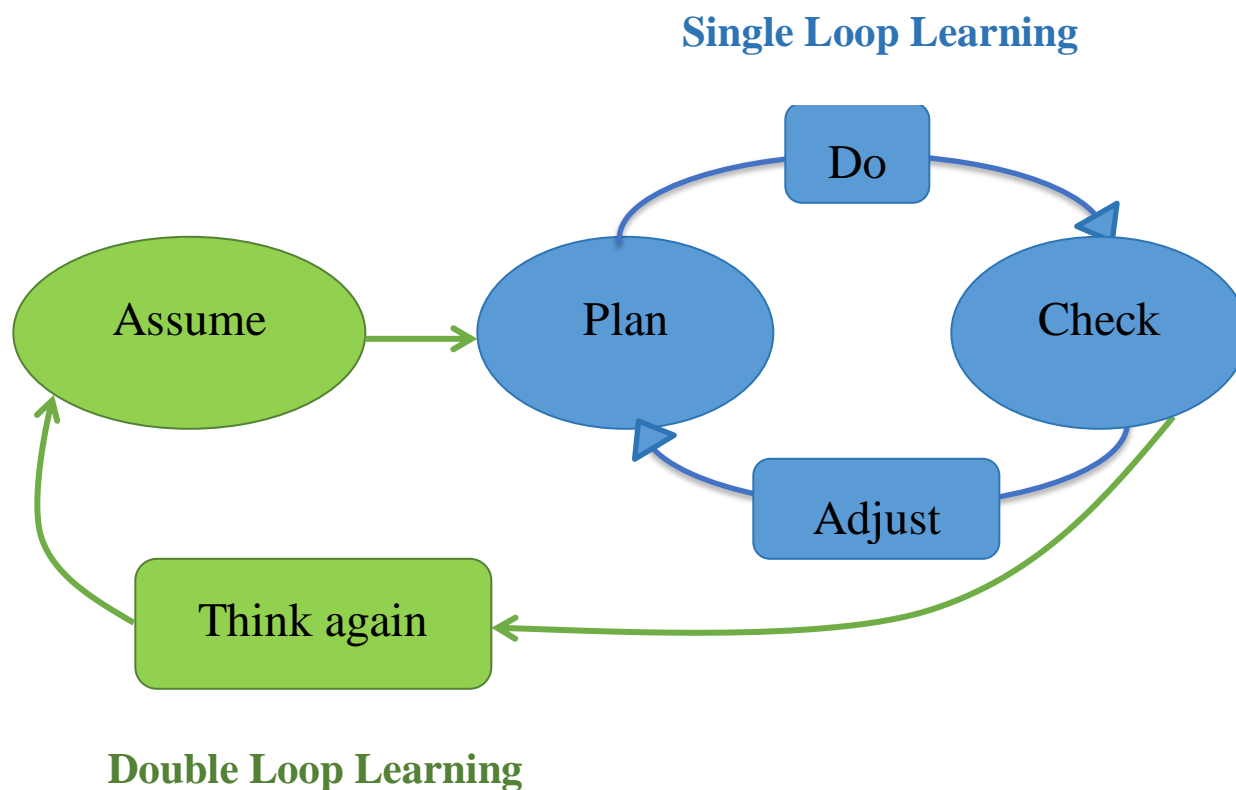 Single Loop Learning
Do
Assume
Plan
Check
Adjust
Think again
Double Loop Learning